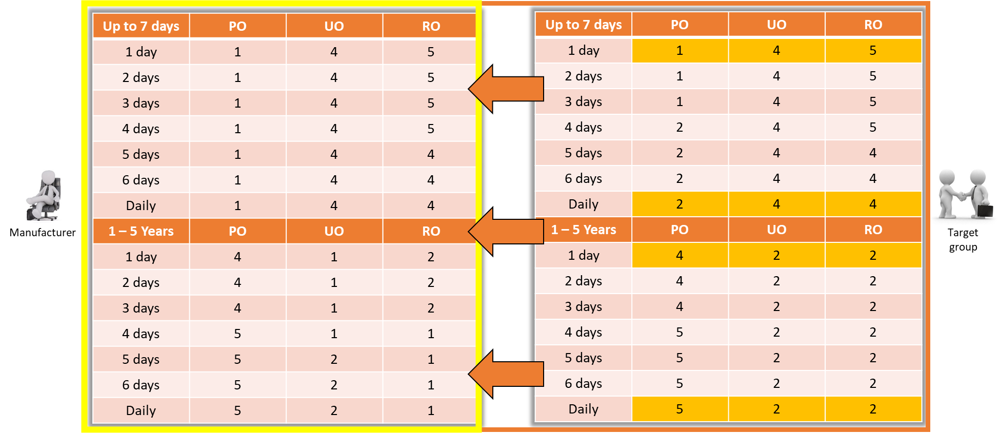 Up to 7 days PO UO RO
1 day 1 4 5
2 days 1 4 5
3 days 1 4 5
4 days 1 4 5
5 days 1 4 4
6 days 1 4 4
Daily 1 4 4
1 – 5 Years PO UO RO
1 day 4 1 2
2 days 4 1 2
3 days 4 1 2
4 days 5 1 1
5 days 5 2 1
6 days 5 2 1
Daily 5 2 1
Up to 7 days PO UO RO
1 day 1 4 5
2 days 1 4 5
3 days 1 4 5
4 days 2 4 5
5 days 2 4 4
6 days 2 4 4
Daily 2 4 4
1 – 5 Years PO UO RO
1 day 4 2 2
2 days 4 2 2
3 days 4 2 2
4 days 5 2 2
5 days 5 2 2
6 days 5 2 2
Daily 5 2 2
Manufacturer
Target
group